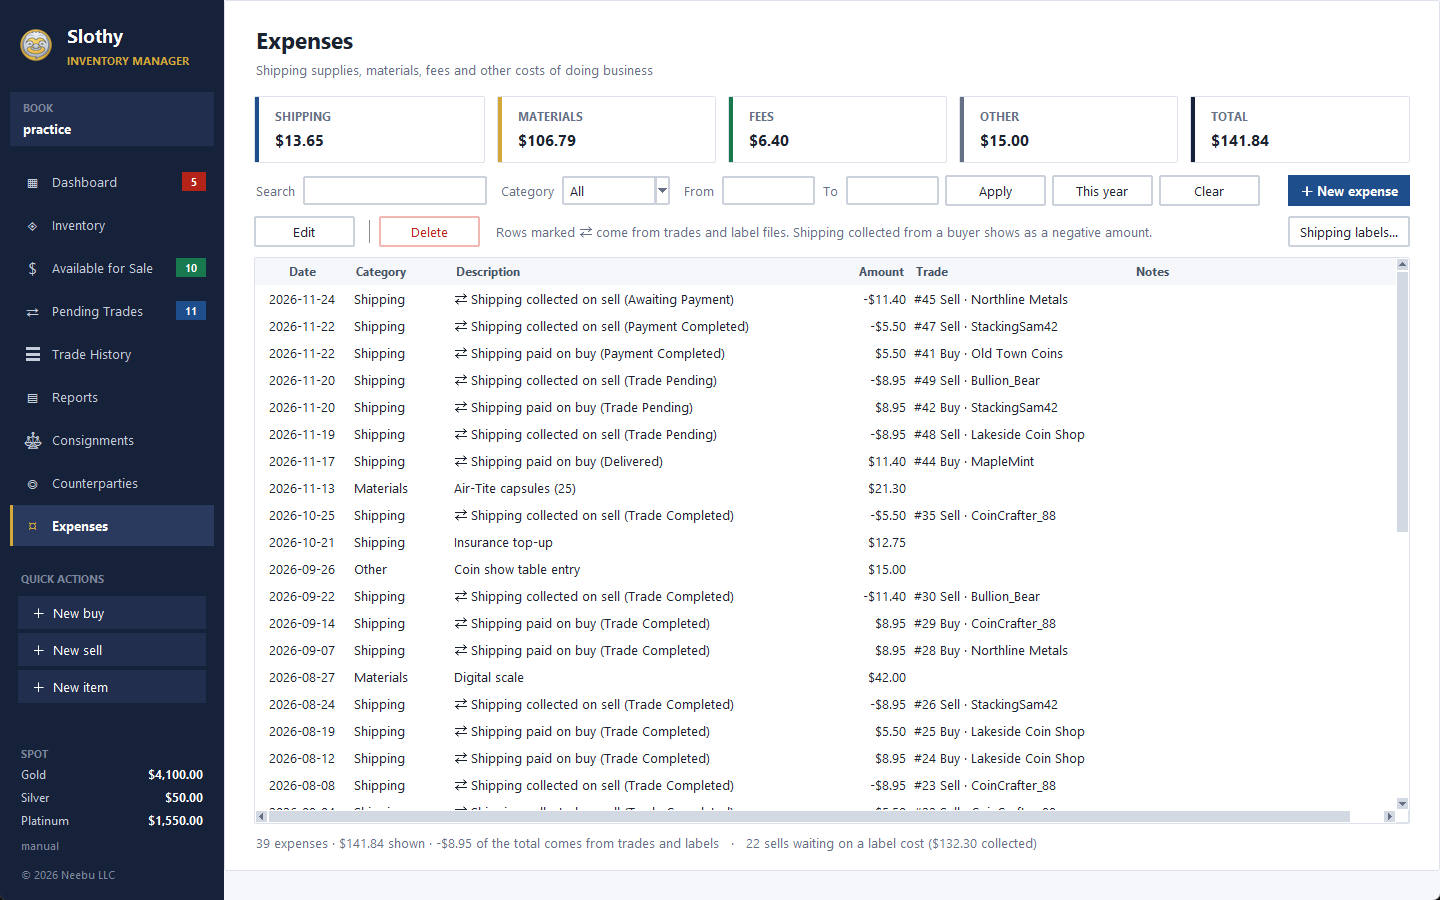 Slothy
INVENTORY MANAGER
BOOK
practice
Dashboard 5
Inventory
Available for Sale 10
Pending Trades 11
Trade History
Reports
Consignments
Counterparties
Expenses
QUICK ACTIONS
+ New buy
+ New sell
+ New item
SPOT
Gold $4,100.00
Silver $50.00
Platinum $1,550.00
manual
© 2026 Neebu LLC
Expenses
Shipping supplies, materials, fees and other costs of doing business
SHIPPING
$13.65
MATERIALS
$106.79
FEES
$6.40
OTHER
$15.00
TOTAL
$141.84
Search Category All From To Apply This year Clear + New expense
Edit Delete Rows marked ⇄ come from trades and label files. Shipping collected from a buyer shows as a negative amount. Shipping labels...
Date Category Description Amount Trade Notes
2026-11-24 Shipping ⇄ Shipping collected on sell (Awaiting Payment) -$11.40 #45 Sell · Northline Metals
2026-11-22 Shipping ⇄ Shipping collected on sell (Payment Completed) -$5.50 #47 Sell · StackingSam42
2026-11-22 Shipping ⇄ Shipping paid on buy (Payment Completed) $5.50 #41 Buy · Old Town Coins
2026-11-20 Shipping ⇄ Shipping collected on sell (Trade Pending) -$8.95 #49 Sell · Bullion_Bear
2026-11-20 Shipping ⇄ Shipping paid on buy (Trade Pending) $8.95 #42 Buy · StackingSam42
2026-11-19 Shipping ⇄ Shipping collected on sell (Trade Pending) -$8.95 #48 Sell · Lakeside Coin Shop
2026-11-17 Shipping ⇄ Shipping paid on buy (Delivered) $11.40 #44 Buy · MapleMint
2026-11-13 Materials Air-Tite capsules (25) $21.30
2026-10-25 Shipping ⇄ Shipping collected on sell (Trade Completed) -$5.50 #35 Sell · CoinCrafter_88
2026-10-21 Shipping Insurance top-up $12.75
2026-09-26 Other Coin show table entry $15.00
2026-09-22 Shipping ⇄ Shipping collected on sell (Trade Completed) -$11.40 #30 Sell · Bullion_Bear
2026-09-14 Shipping ⇄ Shipping paid on buy (Trade Completed) $8.95 #29 Buy · CoinCrafter_88
2026-09-07 Shipping ⇄ Shipping paid on buy (Trade Completed) $8.95 #28 Buy · Northline Metals
2026-08-27 Materials Digital scale $42.00
2026-08-24 Shipping ⇄ Shipping collected on sell (Trade Completed) -$8.95 #26 Sell · StackingSam42
2026-08-19 Shipping ⇄ Shipping paid on buy (Trade Completed) $5.50 #25 Buy · Lakeside Coin Shop
2026-08-12 Shipping ⇄ Shipping paid on buy (Trade Completed) $8.95 #24 Buy · Lakeside Coin Shop
2026-08-08 Shipping ⇄ Shipping collected on sell (Trade Completed) -$8.95 #23 Sell · CoinCrafter_88
39 expenses · $141.84 shown · -$8.95 of the total comes from trades and labels · 22 sells waiting on a label cost ($132.30 collected)